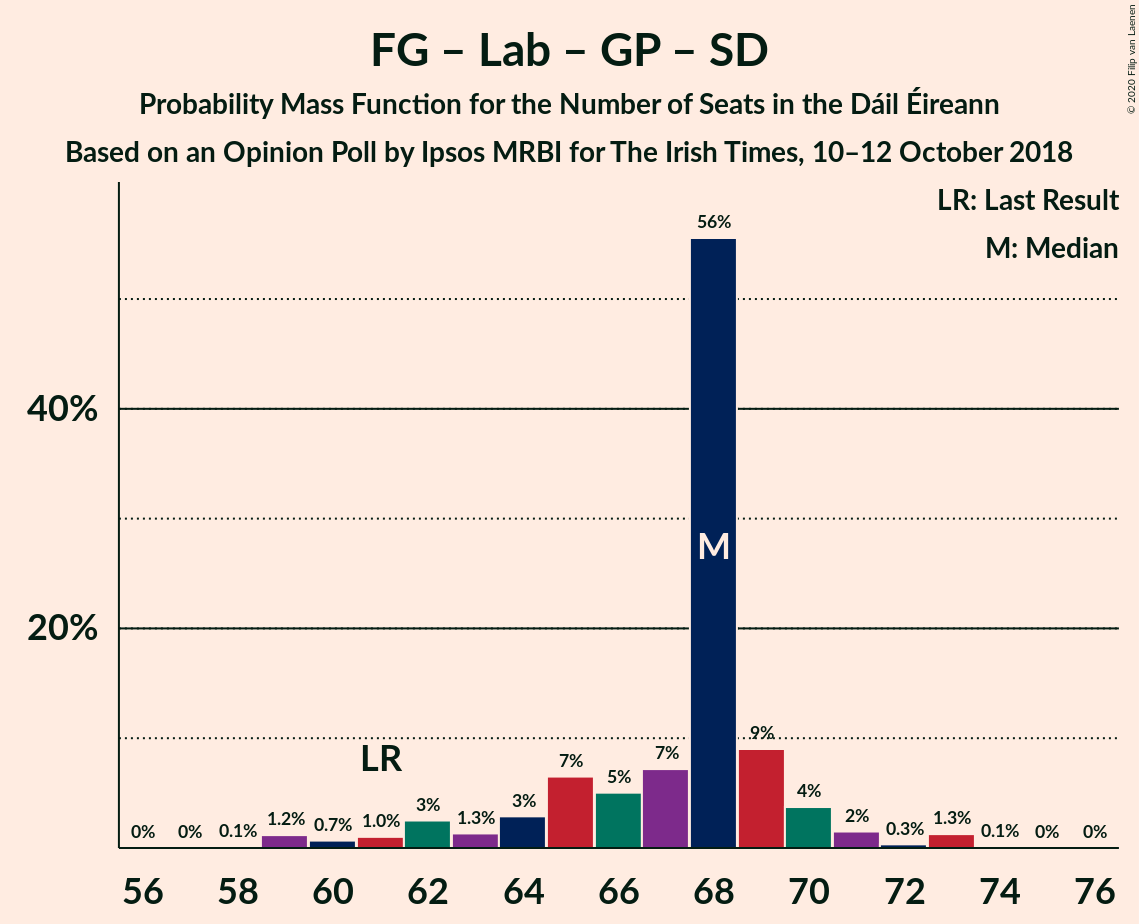 FG – Lab – GP – SD
Probability Mass Function for the Number of Seats in the Dáil Éireann
Based on an Opinion Poll by Ipsos MRBI for The Irish Times, 10–12 October 2018
© 2020 Filip van Laenen
LR: Last Result
M: Median
56%
40%
M
20%
9%
LR
7%
7%
5%
4%
3%
3%
2%
1.3%
1.3%
1.2%
1.0%
0.7%
0.3%
0.1%
0.1%
0%
0%
0%
0%
56 58 60 62 64 66 68 70 72 74 76